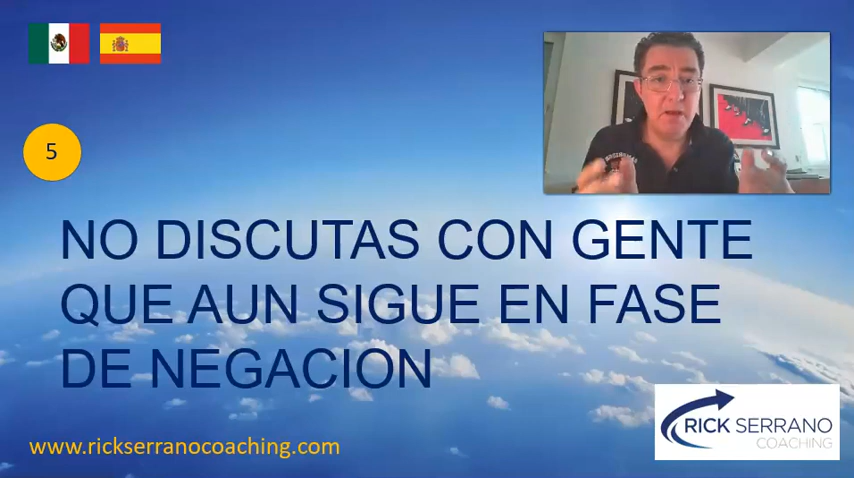 5
NO DISCUTAS CON GENTE
QUE AUN SIGUE EN FASE
DE NEGACION
RICK SERRANO
COACHING
www.rickserranocoaching.com